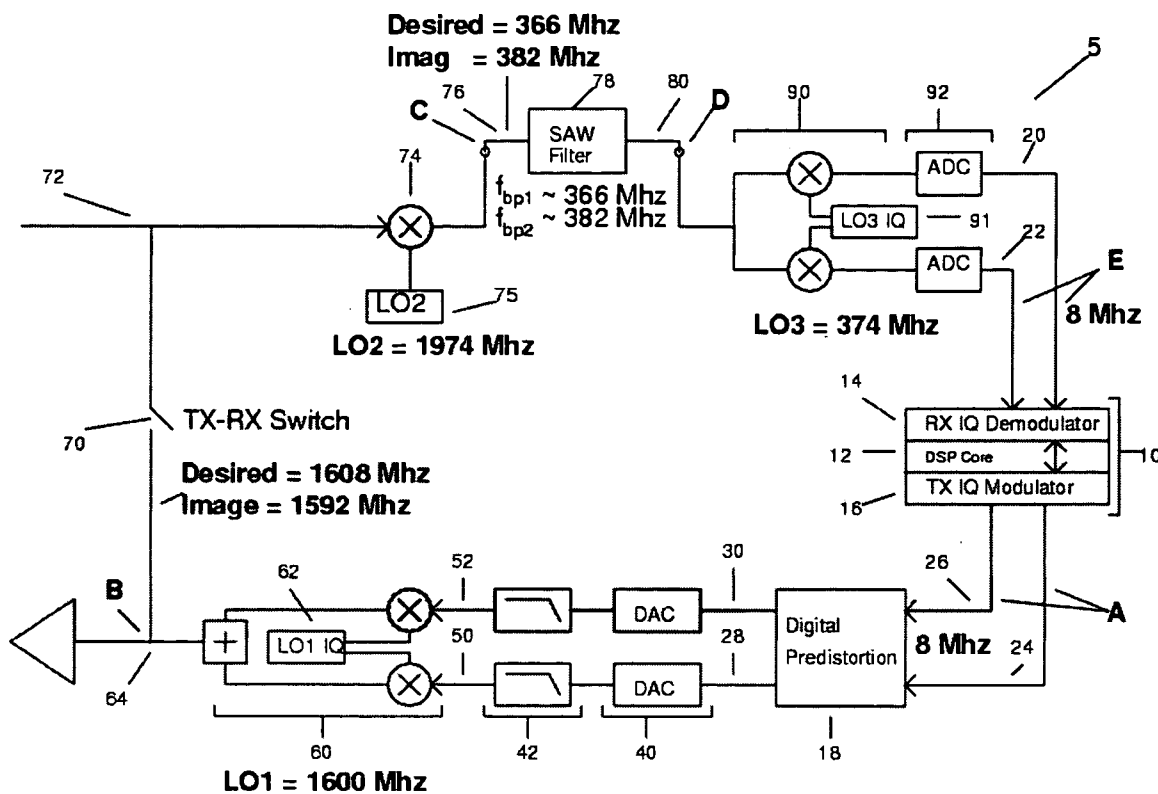 Desired = 366 Mhz
Imag = 382 Mhz
5
76
78
80
D
90
92
C
20
74
SAW
Filter
ADC
72
f_bp1 ~ 366 Mhz
f_bp2 ~ 382 Mhz
LO3 IQ
91
22
ADC
E
LO2
75
8 Mhz
LO2 = 1974 Mhz
LO3 = 374 Mhz
14
TX-RX Switch
RX IQ Demodulator
70
12
DSP Core
10
Desired = 1608 Mhz
TX IQ Modulator
Image = 1592 Mhz
16
62
52
30
26
B
DAC
A
LO1 IQ
50
28
Digital
Predistortion
8 Mhz
24
+
64
DAC
60
42
40
18
LO1 = 1600 Mhz